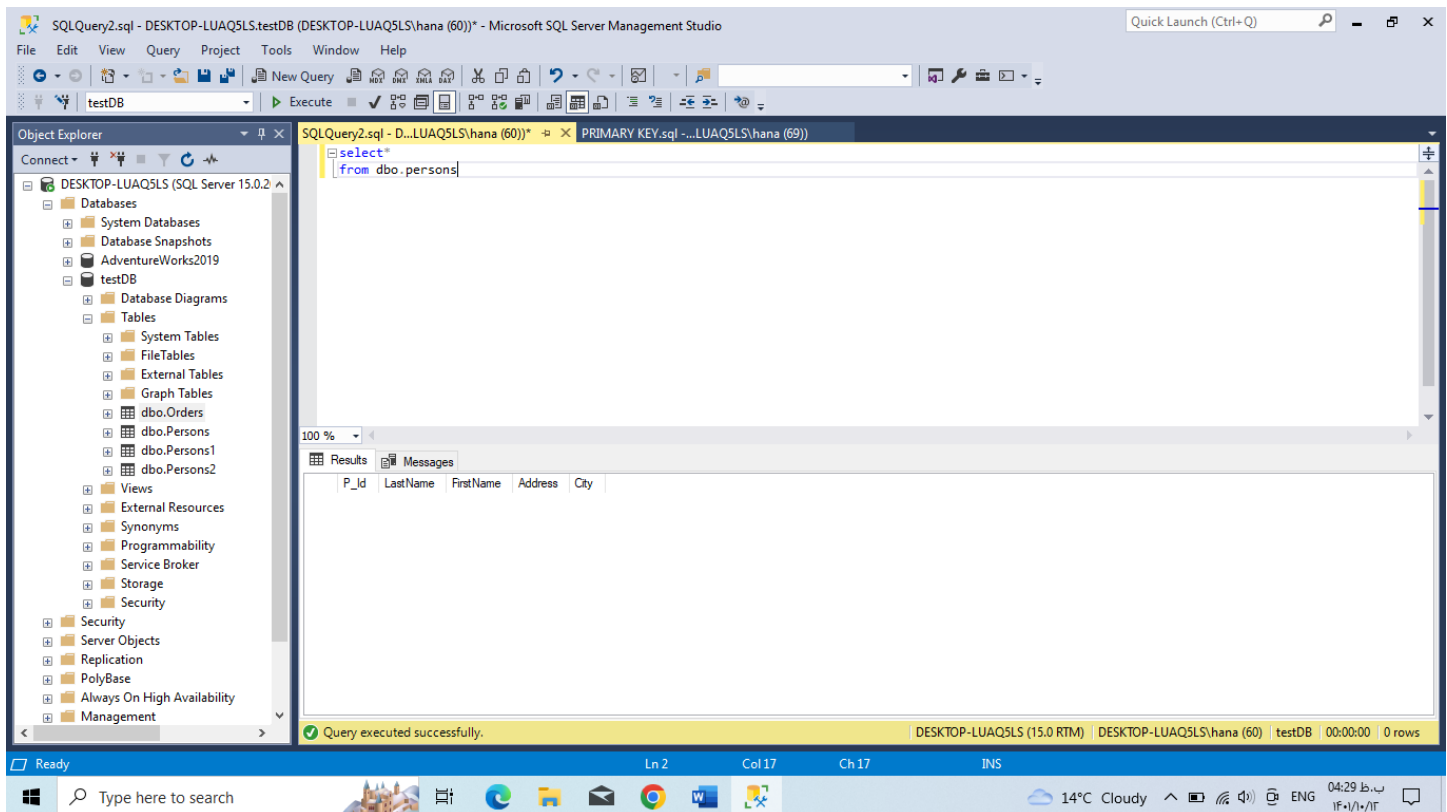 SQLQuery2.sql - DESKTOP-LUAQ5LS.testDB (DESKTOP-LUAQ5LS\hana (60))* - Microsoft SQL Server Management Studio
Quick Launch (Ctrl+Q)
File Edit View Query Project Tools Window Help
New Query MDX DMX XMLA DAX
testDB Execute
Object Explorer
SQLQuery2.sql - D...LUAQ5LS\hana (60))* PRIMARY KEY.sql -...LUAQ5LS\hana (69))
Connect
select*
from dbo.persons
DESKTOP-LUAQ5LS (SQL Server 15.0.2
Databases
System Databases
Database Snapshots
AdventureWorks2019
testDB
Database Diagrams
Tables
System Tables
FileTables
External Tables
Graph Tables
dbo.Orders
dbo.Persons
dbo.Persons1
dbo.Persons2
Views
External Resources
Synonyms
Programmability
Service Broker
Storage
Security
Security
Server Objects
Replication
PolyBase
Always On High Availability
Management
100 %
Results Messages
P_Id LastName FirstName Address City
Query executed successfully.
DESKTOP-LUAQ5LS (15.0 RTM) DESKTOP-LUAQ5LS\hana (60) testDB 00:00:00 0 rows
Ready Ln 2 Col 17 Ch 17 INS
Type here to search
14°C Cloudy ENG
04:29 ب.ظ
۱۴۰۱/۱۰/۱۲